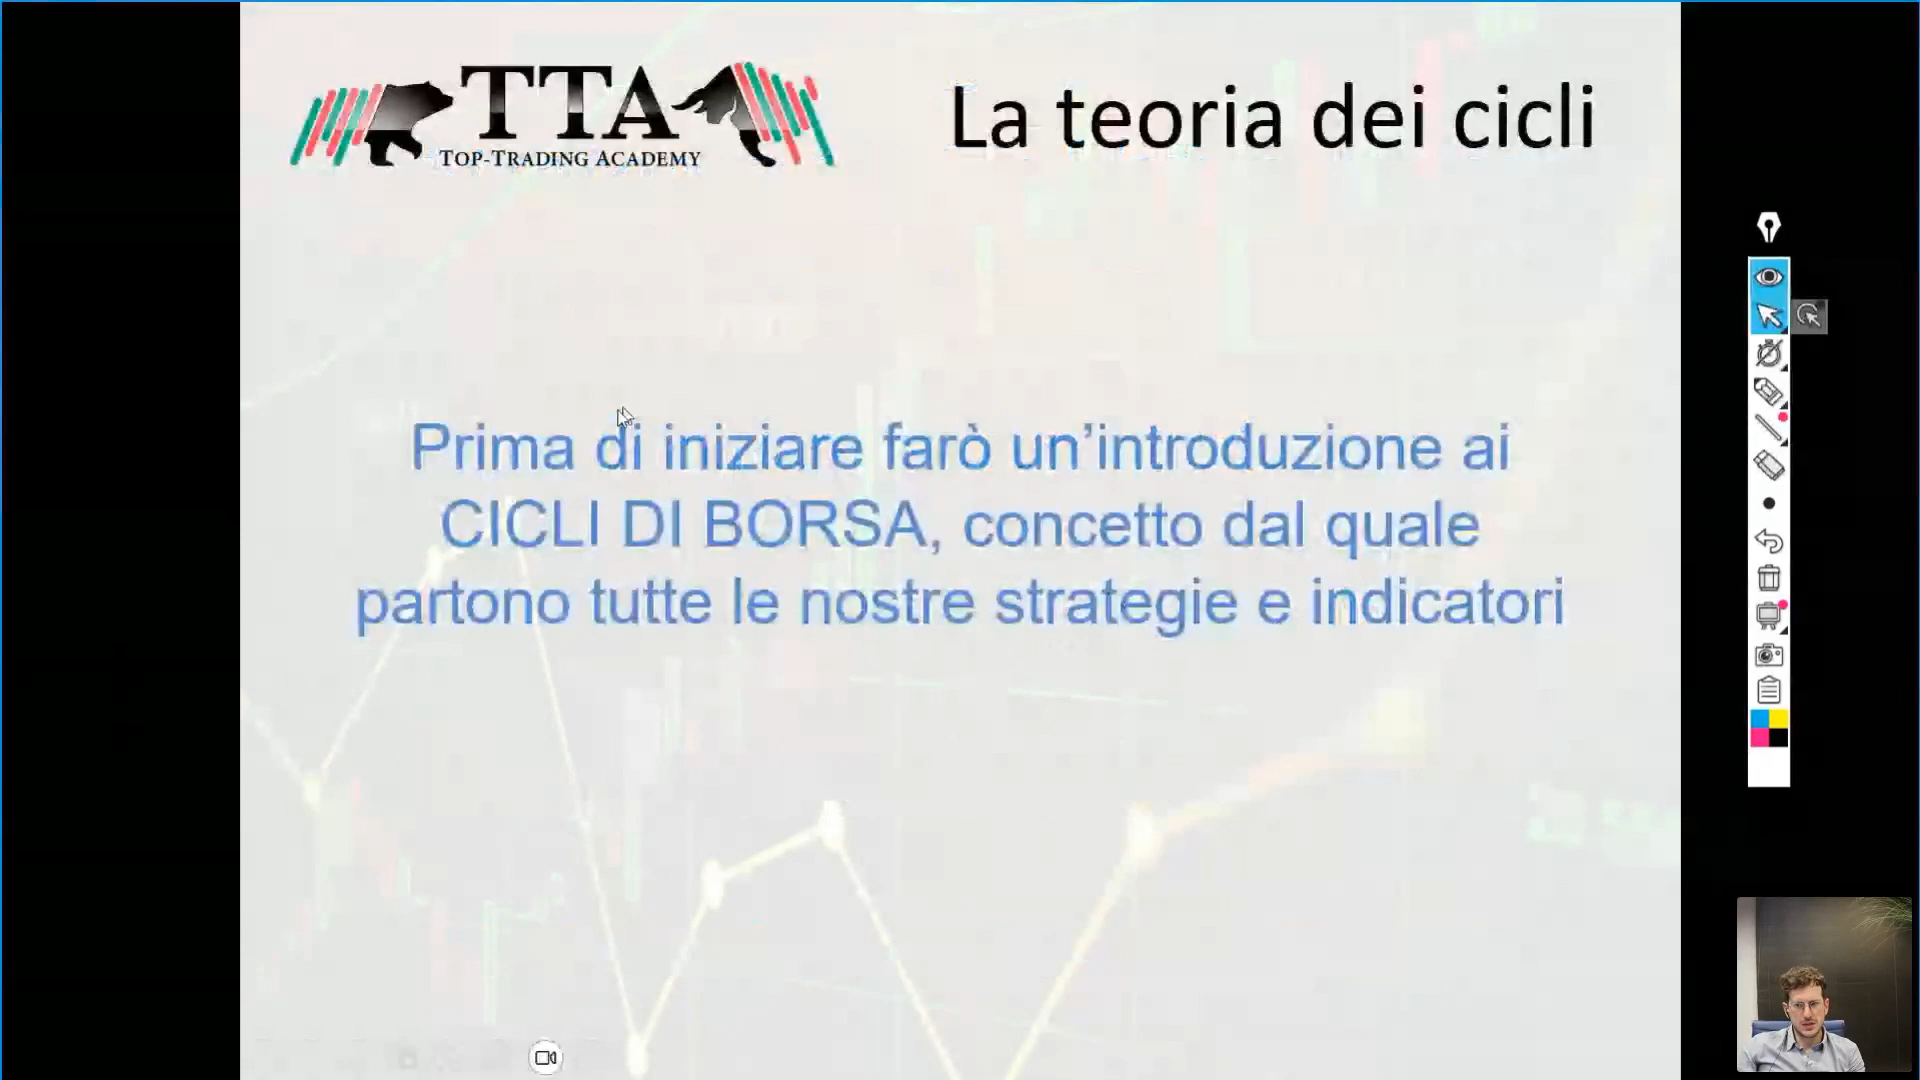 TTA
TOP-TRADING ACADEMY
La teoria dei cicli
Prima di iniziare farò un’introduzione ai
CICLI DI BORSA, concetto dal quale
partono tutte le nostre strategie e indicatori